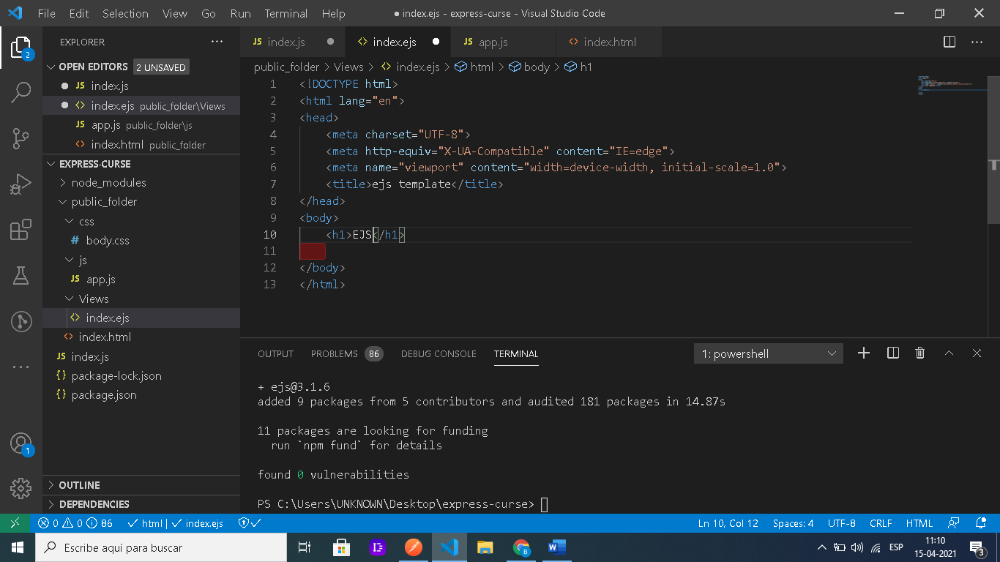 File Edit Selection View Go Run Terminal Help ● index.ejs - express-curse - Visual Studio Code
EXPLORER ···
2
OPEN EDITORS 2 UNSAVED
JS index.js
<> index.ejs public_folder\Views
JS app.js public_folder\js
<> index.html public_folder
EXPRESS-CURSE
node_modules
public_folder
css
# body.css
js
JS app.js
Views
<> index.ejs
<> index.html
JS index.js
{} package-lock.json
{} package.json
1
OUTLINE
DEPENDENCIES
JS index.js ● <> index.ejs ● JS app.js <> index.html
public_folder > Views > <> index.ejs > html > body > h1
1 <!DOCTYPE html>
2 <html lang="en">
3 <head>
4 <meta charset="UTF-8">
5 <meta http-equiv="X-UA-Compatible" content="IE=edge">
6 <meta name="viewport" content="width=device-width, initial-scale=1.0">
7 <title>ejs template</title>
8 </head>
9 <body>
10 <h1>EJS</h1>
11
12 </body>
13 </html>
OUTPUT PROBLEMS 86 DEBUG CONSOLE TERMINAL 1: powershell
+ ejs@3.1.6
added 9 packages from 5 contributors and audited 181 packages in 14.87s
11 packages are looking for funding
run `npm fund` for details
found 0 vulnerabilities
PS C:\Users\UNKNOWN\Desktop\express-curse>
0 0 86 html | index.ejs Ln 10, Col 12 Spaces: 4 UTF-8 CRLF HTML
Escribe aquí para buscar
ESP
11:10
15-04-2021
3